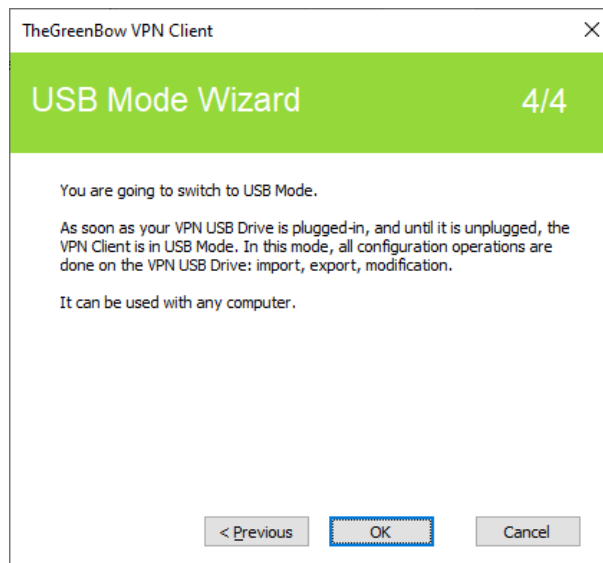 TheGreenBow VPN Client
USB Mode Wizard 4/4
You are going to switch to USB Mode.
As soon as your VPN USB Drive is plugged-in, and until it is unplugged, the
VPN Client is in USB Mode. In this mode, all configuration operations are
done on the VPN USB Drive: import, export, modification.
It can be used with any computer.
< Previous OK Cancel